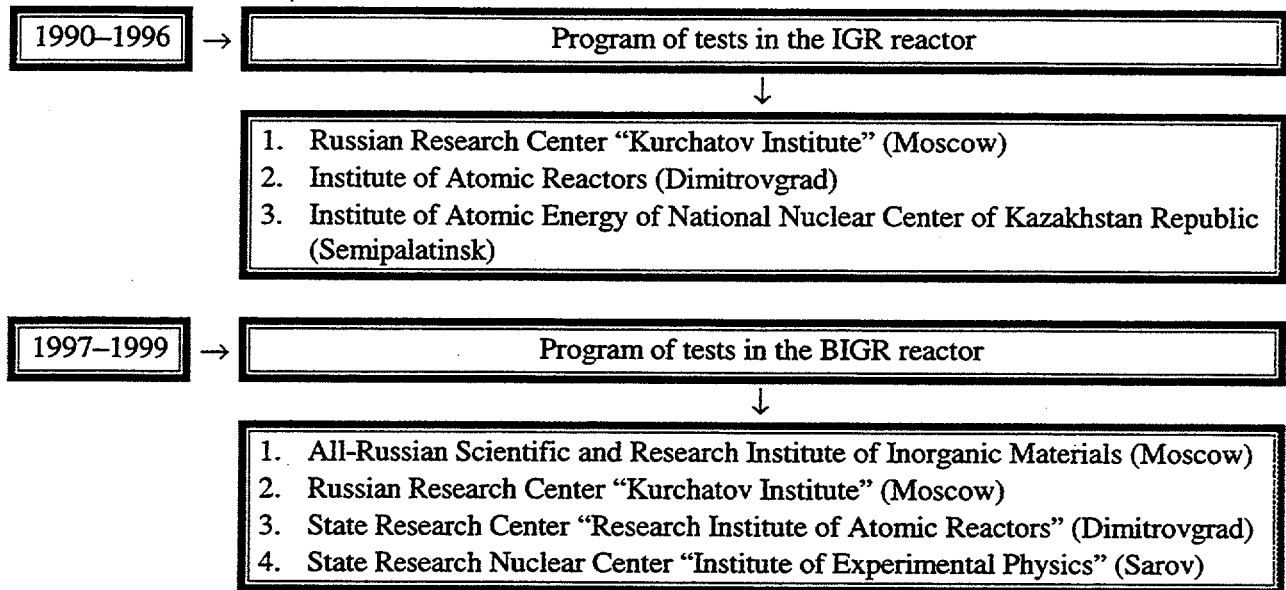 1990–1996 → Program of tests in the IGR reactor
↓
1. Russian Research Center “Kurchatov Institute” (Moscow)
2. Institute of Atomic Reactors (Dimitrovgrad)
3. Institute of Atomic Energy of National Nuclear Center of Kazakhstan Republic
(Semipalatinsk)
1997–1999 → Program of tests in the BIGR reactor
↓
1. All-Russian Scientific and Research Institute of Inorganic Materials (Moscow)
2. Russian Research Center “Kurchatov Institute” (Moscow)
3. State Research Center “Research Institute of Atomic Reactors” (Dimitrovgrad)
4. State Research Nuclear Center “Institute of Experimental Physics” (Sarov)